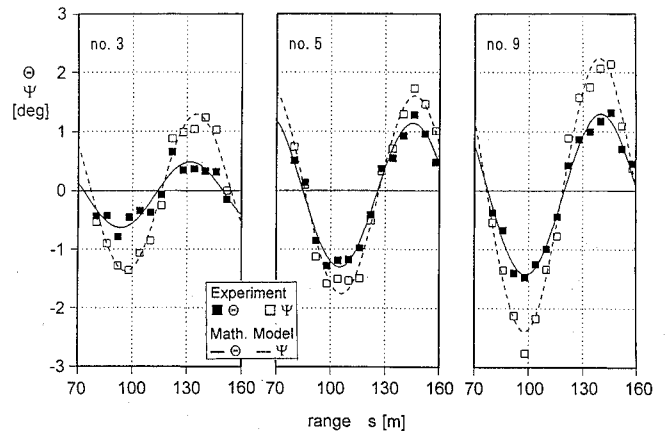 3
2
1
0
-1
-2
-3
Θ
Ψ
[deg]
no. 3
no. 5
no. 9
Experiment
Θ Ψ
Math. Model
Θ Ψ
70 100 130 160
70 100 130 160
70 100 130 160
range s [m]